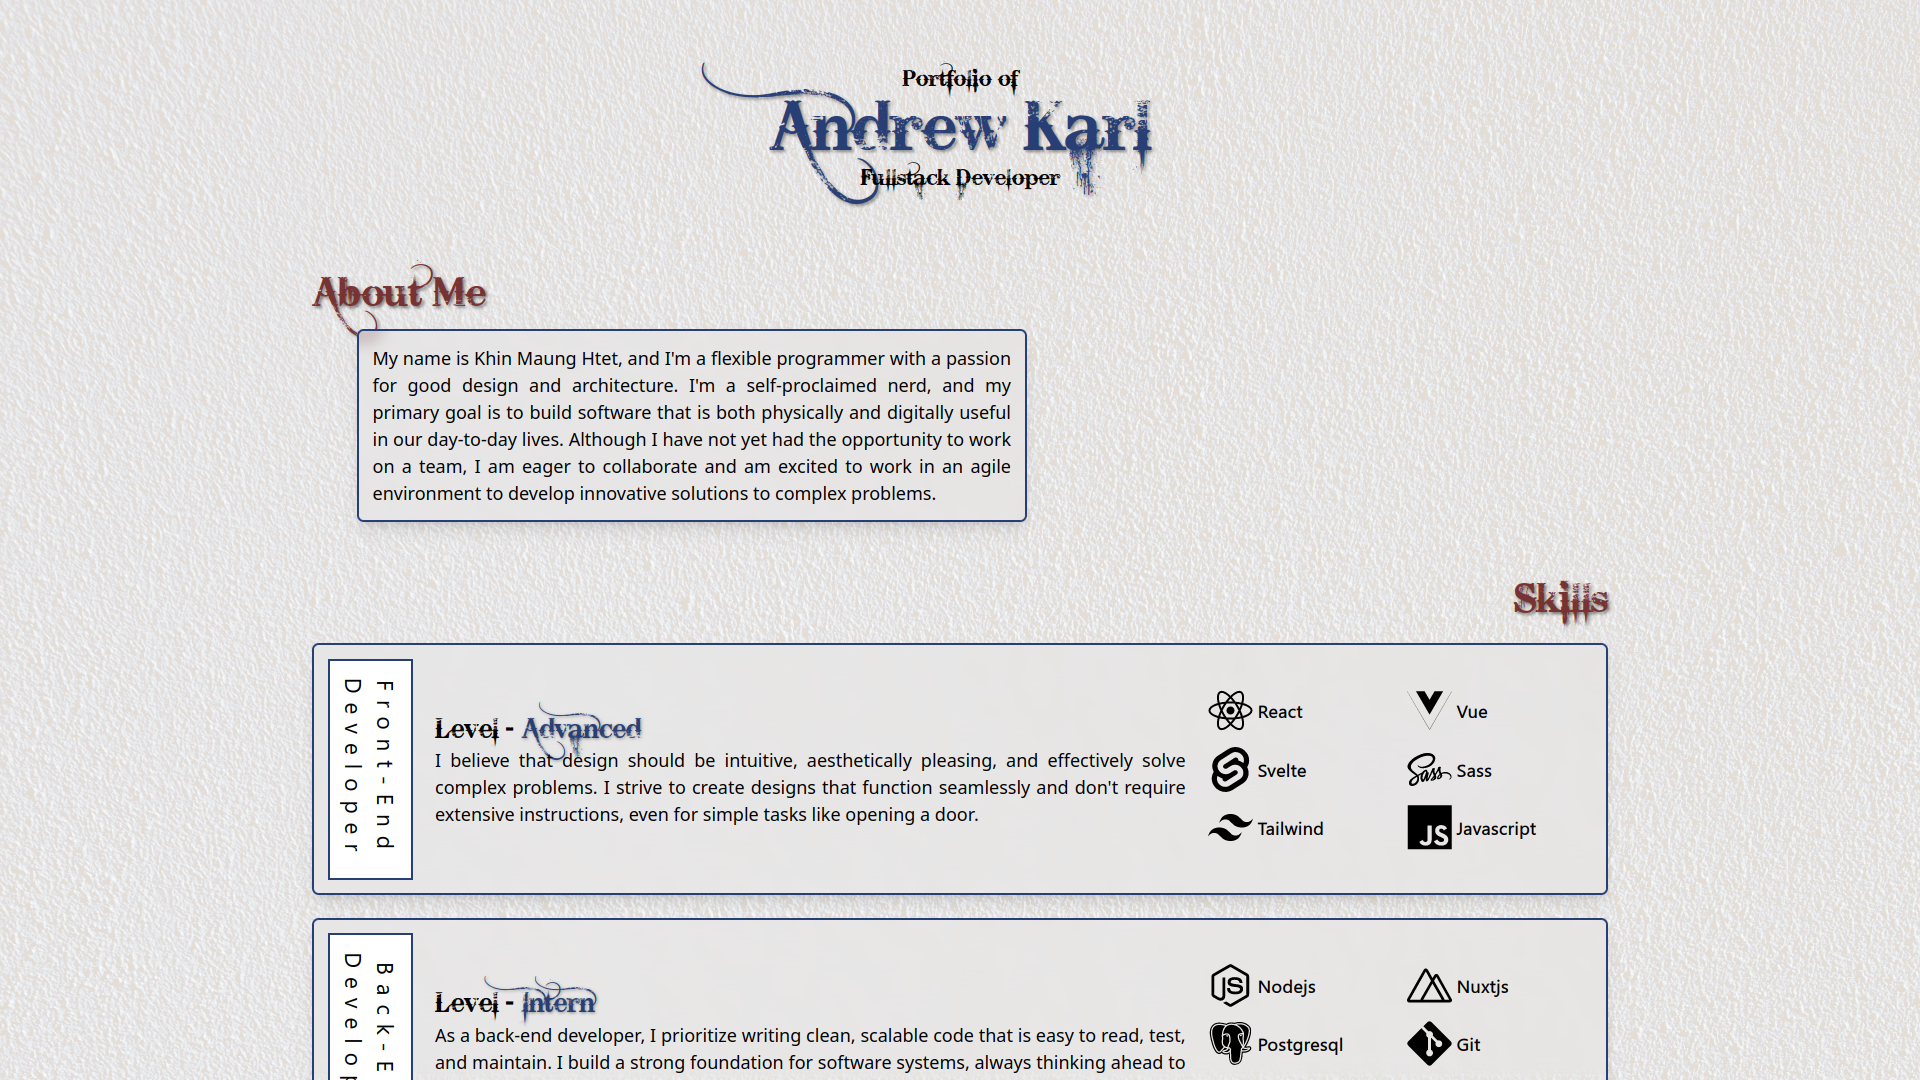 Portfolio of
Andrew Karl
Fullstack Developer
About Me
My name is Khin Maung Htet, and I'm a flexible programmer with a passion
for good design and architecture. I'm a self-proclaimed nerd, and my
primary goal is to build software that is both physically and digitally useful
in our day-to-day lives. Although I have not yet had the opportunity to work
on a team, I am eager to collaborate and am excited to work in an agile
environment to develop innovative solutions to complex problems.
Skills
Front-End
Developer
Level - Advanced
I believe that design should be intuitive, aesthetically pleasing, and effectively solve
complex problems. I strive to create designs that function seamlessly and don't require
extensive instructions, even for simple tasks like opening a door.
React
Vue
Svelte
Sass Sass
Tailwind
JS Javascript
Back-E
Develop
Level - Intern
As a back-end developer, I prioritize writing clean, scalable code that is easy to read, test,
and maintain. I build a strong foundation for software systems, always thinking ahead to
JS Nodejs
Nuxtjs
Postgresql
Git